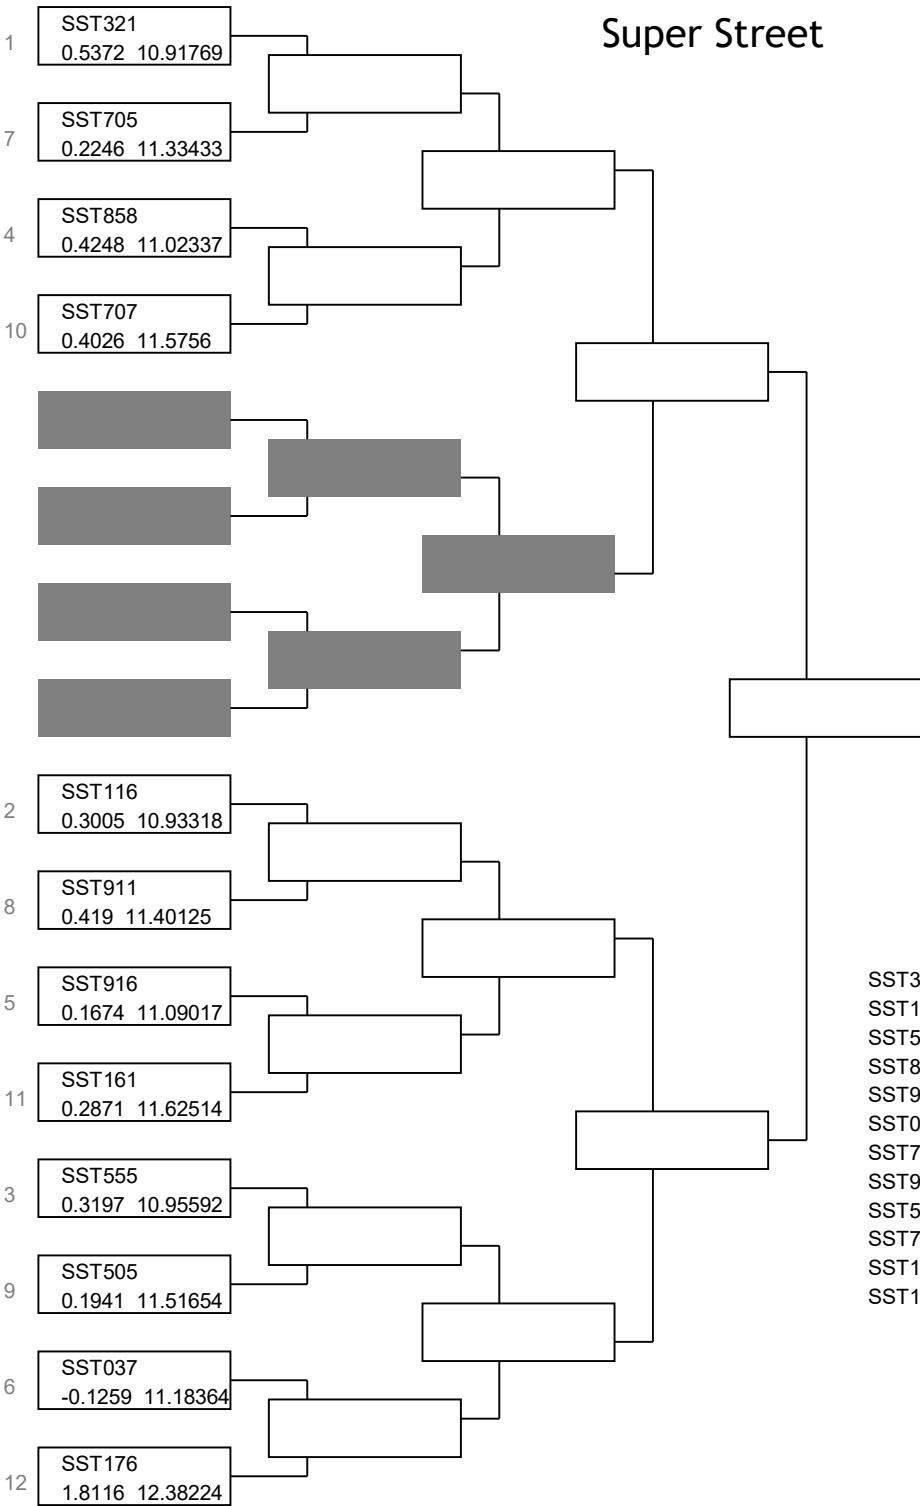 Super Street
1
SST321
0.5372 10.91769
7
SST705
0.2246 11.33433
4
SST858
0.4248 11.02337
10
SST707
0.4026 11.5756
2
SST116
0.3005 10.93318
8
SST911
0.419 11.40125
5
SST916
0.1674 11.09017
11
SST161
0.2871 11.62514
3
SST555
0.3197 10.95592
9
SST505
0.1941 11.51654
6
SST037
-0.1259 11.18364
12
SST176
1.8116 12.38224
SST3
SST1
SST5
SST8
SST9
SST0
SST7
SST9
SST5
SST7
SST1
SST1